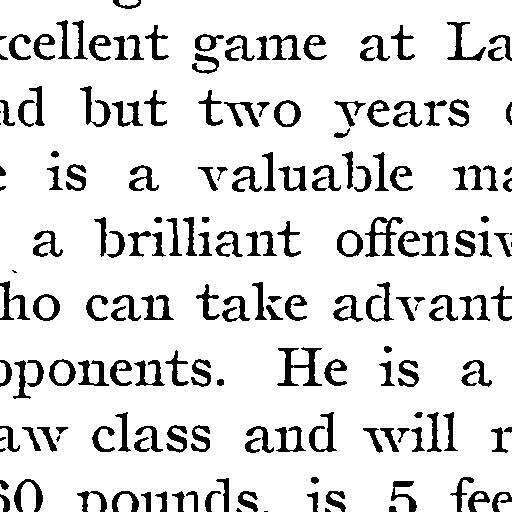 xcellent game at La
ad but two years
e is a valuable ma
a brilliant offensiv
ho can take advant
pponents. He is a
aw class and will r
60 pounds, is 5 fee